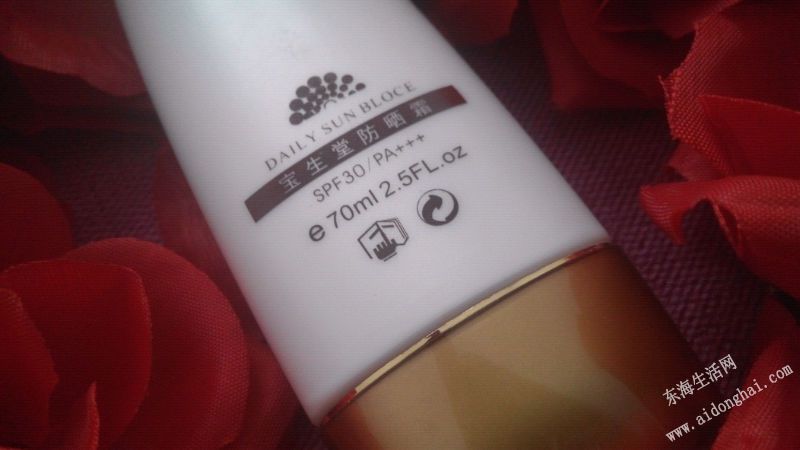 DAILY SUN BLOCE
宝生堂防晒霜
SPF30/PA+++
e 70ml 2.5FL.oz
东海生活网
www.aidonghai.com